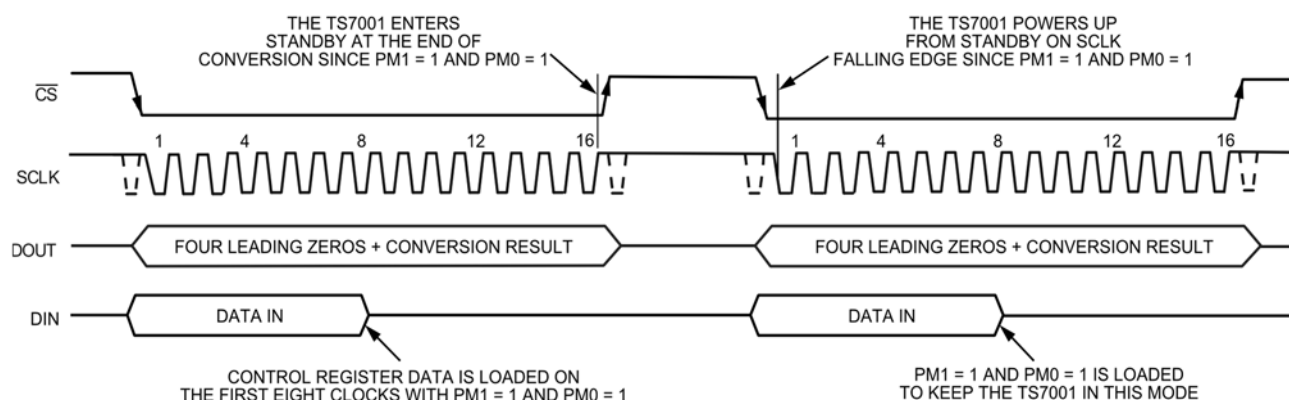 THE TS7001 ENTERS
STANDBY AT THE END OF
CONVERSION SINCE PM1 = 1 AND PM0 = 1
THE TS7001 POWERS UP
FROM STANDBY ON SCLK
FALLING EDGE SINCE PM1 = 1 AND PM0 = 1
CS
1 4 8 12 16 1 4 8 12 16
SCLK
DOUT FOUR LEADING ZEROS + CONVERSION RESULT FOUR LEADING ZEROS + CONVERSION RESULT
DIN DATA IN DATA IN
CONTROL REGISTER DATA IS LOADED ON
THE FIRST EIGHT CLOCKS WITH PM1 = 1 AND PM0 = 1
PM1 = 1 AND PM0 = 1 IS LOADED
TO KEEP THE TS7001 IN THIS MODE